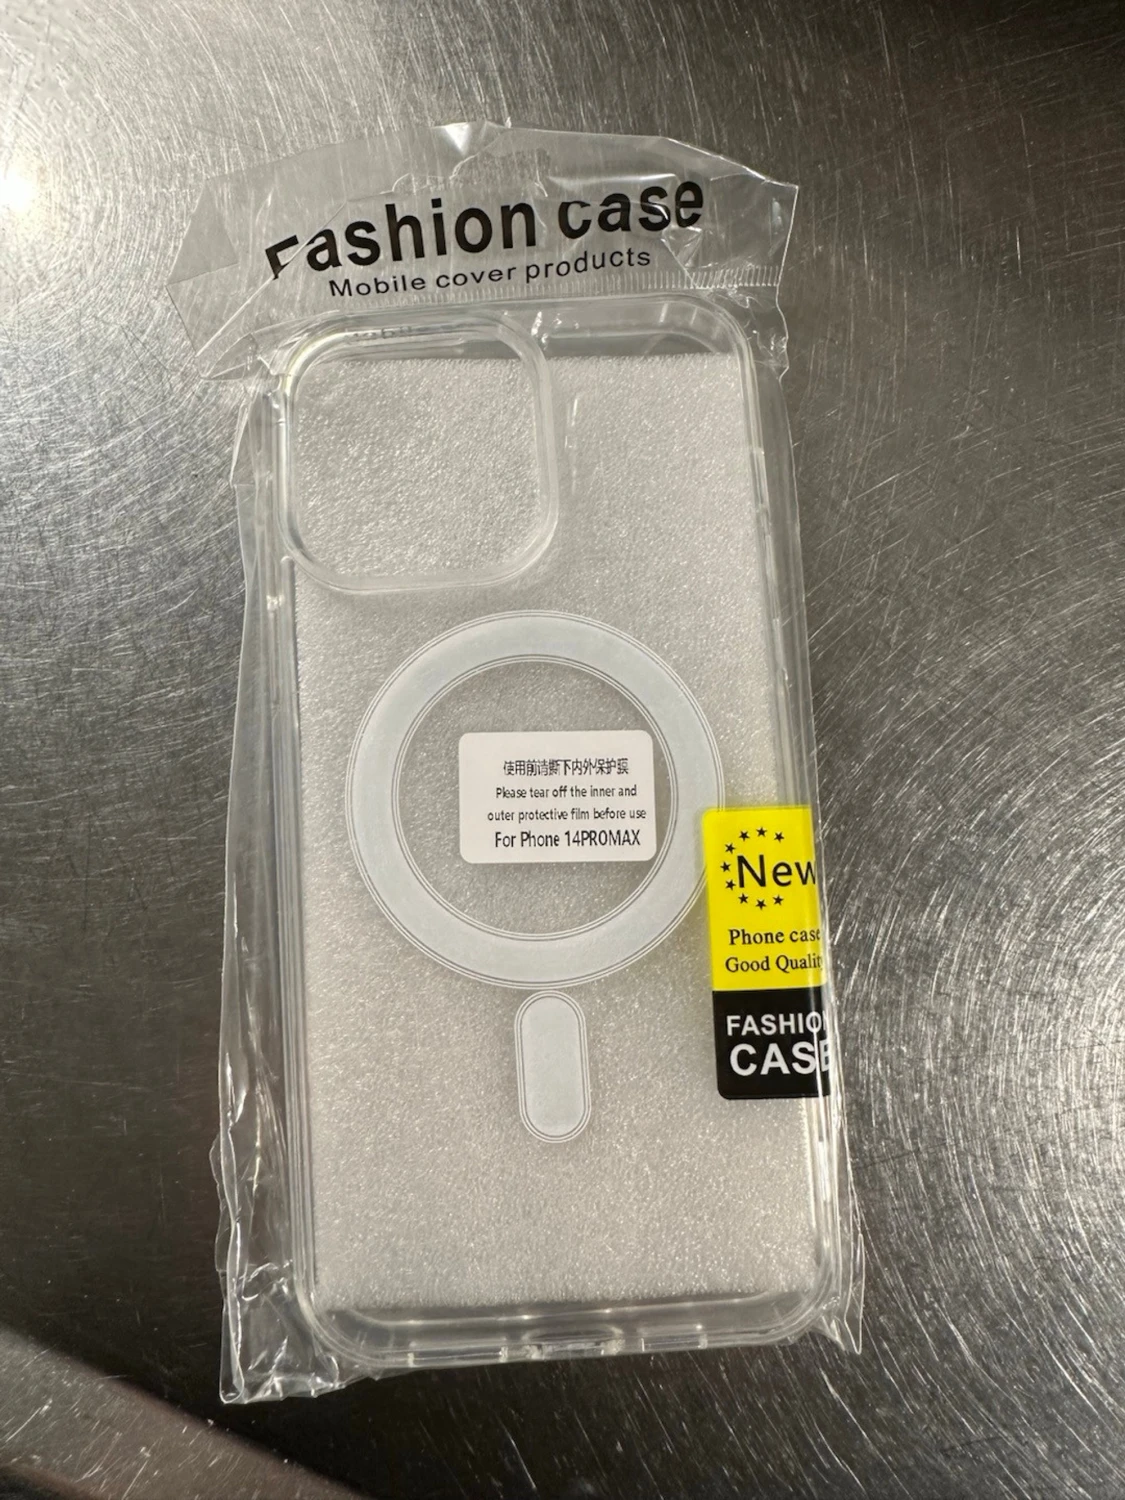 Fashion case
Mobile cover products
使用前请撕下内外保护膜
Please tear off the inner and
outer protective film before use
For Phone 14PROMAX
New
Phone case
Good Quality
FASHION
CASE